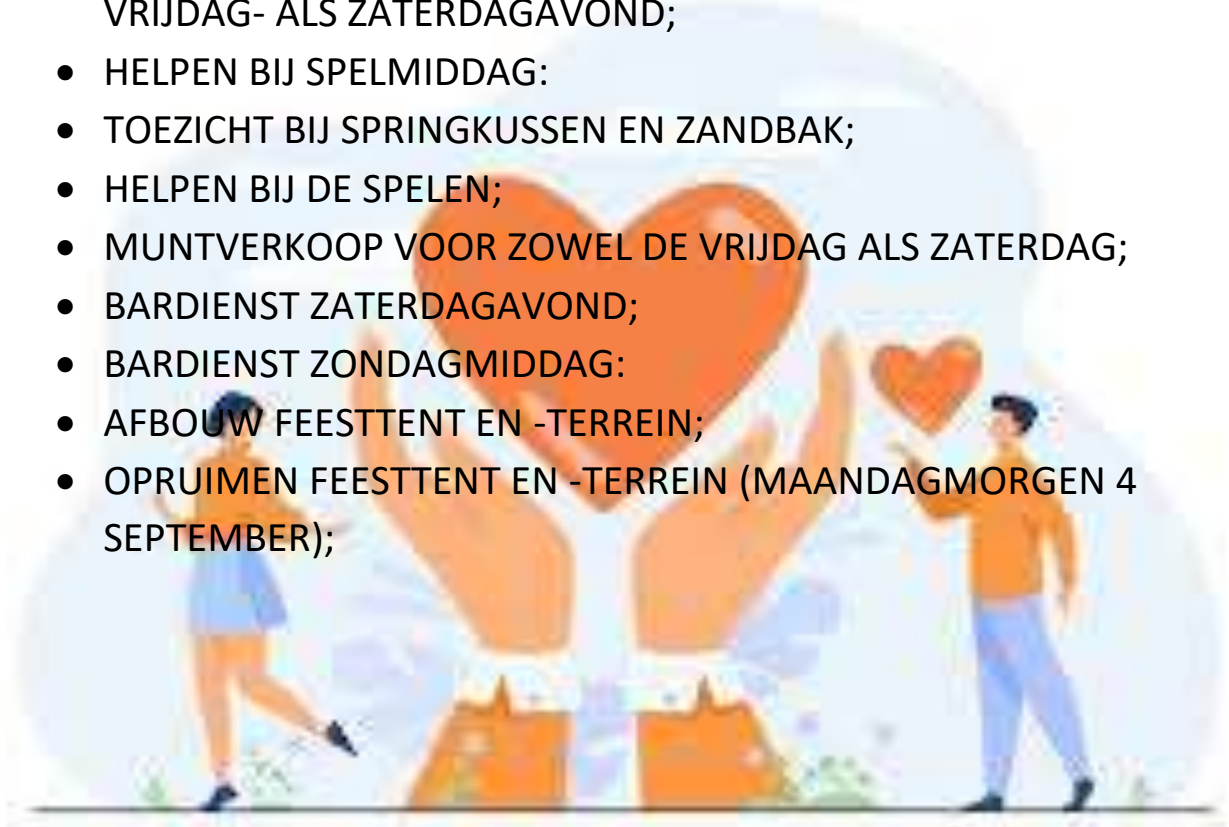 VRIJDAG- ALS ZATERDAGAVOND;
• HELPEN BIJ SPELMIDDAG:
• TOEZICHT BIJ SPRINGKUSSEN EN ZANDBAK;
• HELPEN BIJ DE SPELEN;
• MUNTVERKOOP VOOR ZOWEL DE VRIJDAG ALS ZATERDAG;
• BARDIENST ZATERDAGAVOND;
• BARDIENST ZONDAGMIDDAG:
• AFBOUW FEESTTENT EN -TERREIN;
• OPRUIMEN FEESTTENT EN -TERREIN (MAANDAGMORGEN 4
SEPTEMBER);